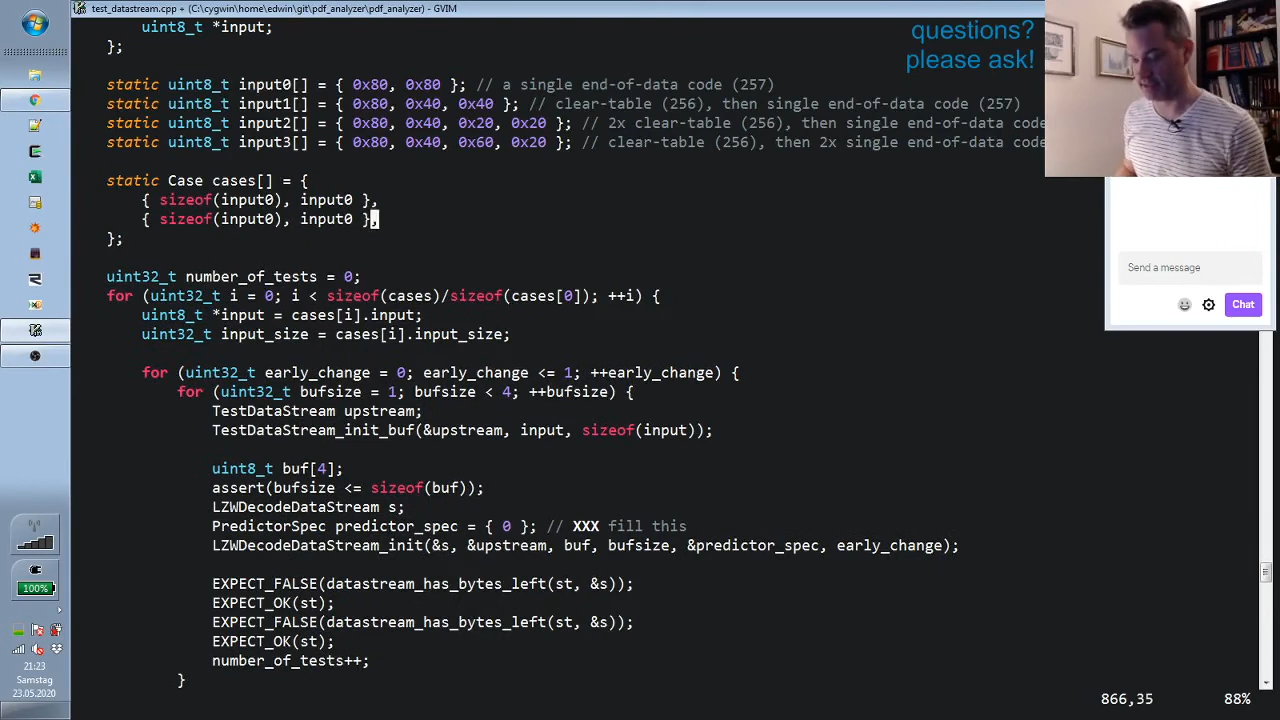 test_datastream.cpp + (C:\cygwin\home\edwin\git\pdf_analyzer\pdf_analyzer) - GVIM
questions?
please ask!
uint8_t *input;
};
static uint8_t input0[] = { 0x80, 0x80 }; // a single end-of-data code (257)
static uint8_t input1[] = { 0x80, 0x40, 0x40 }; // clear-table (256), then single end-of-data code (257)
static uint8_t input2[] = { 0x80, 0x40, 0x20, 0x20 }; // 2x clear-table (256), then single end-of-data code
static uint8_t input3[] = { 0x80, 0x40, 0x60, 0x20 }; // clear-table (256), then 2x single end-of-data code
static Case cases[] = {
{ sizeof(input0), input0 },
{ sizeof(input0), input0 },
};
uint32_t number_of_tests = 0;
for (uint32_t i = 0; i < sizeof(cases)/sizeof(cases[0]); ++i) {
uint8_t *input = cases[i].input;
uint32_t input_size = cases[i].input_size;
for (uint32_t early_change = 0; early_change <= 1; ++early_change) {
for (uint32_t bufsize = 1; bufsize < 4; ++bufsize) {
TestDataStream upstream;
TestDataStream_init_buf(&upstream, input, sizeof(input));
uint8_t buf[4];
assert(bufsize <= sizeof(buf));
LZWDecodeDataStream s;
PredictorSpec predictor_spec = { 0 }; // XXX fill this
LZWDecodeDataStream_init(&s, &upstream, buf, bufsize, &predictor_spec, early_change);
EXPECT_FALSE(datastream_has_bytes_left(st, &s));
EXPECT_OK(st);
EXPECT_FALSE(datastream_has_bytes_left(st, &s));
EXPECT_OK(st);
number_of_tests++;
}
866,35 88%
Send a message
Chat
100%
21:23
Samstag
23.05.2020